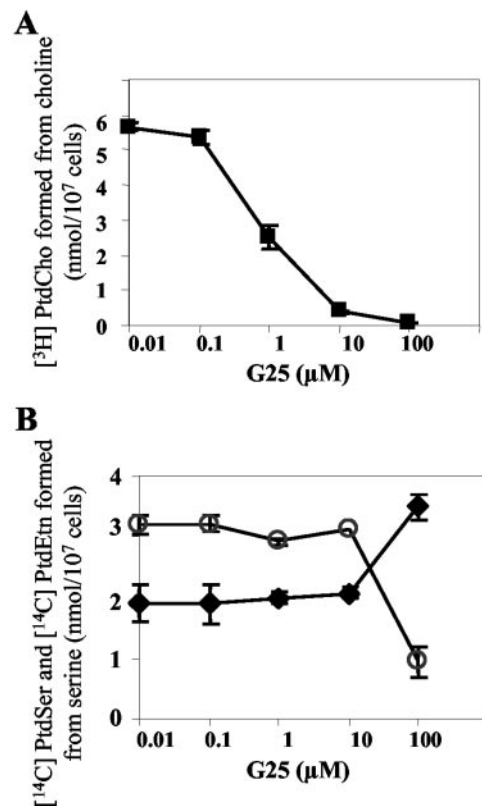 A
[³H] PtdCho formed from choline
(nmol/10⁷ cells)
6
5
4
3
2
1
0
0.01 0.1 1 10 100
G25 (μM)
B
[¹⁴C] PtdSer and [¹⁴C] PtdEtn formed
from serine (nmol/10⁷ cells)
4
3
2
1
0
0.01 0.1 1 10 100
G25 (μM)